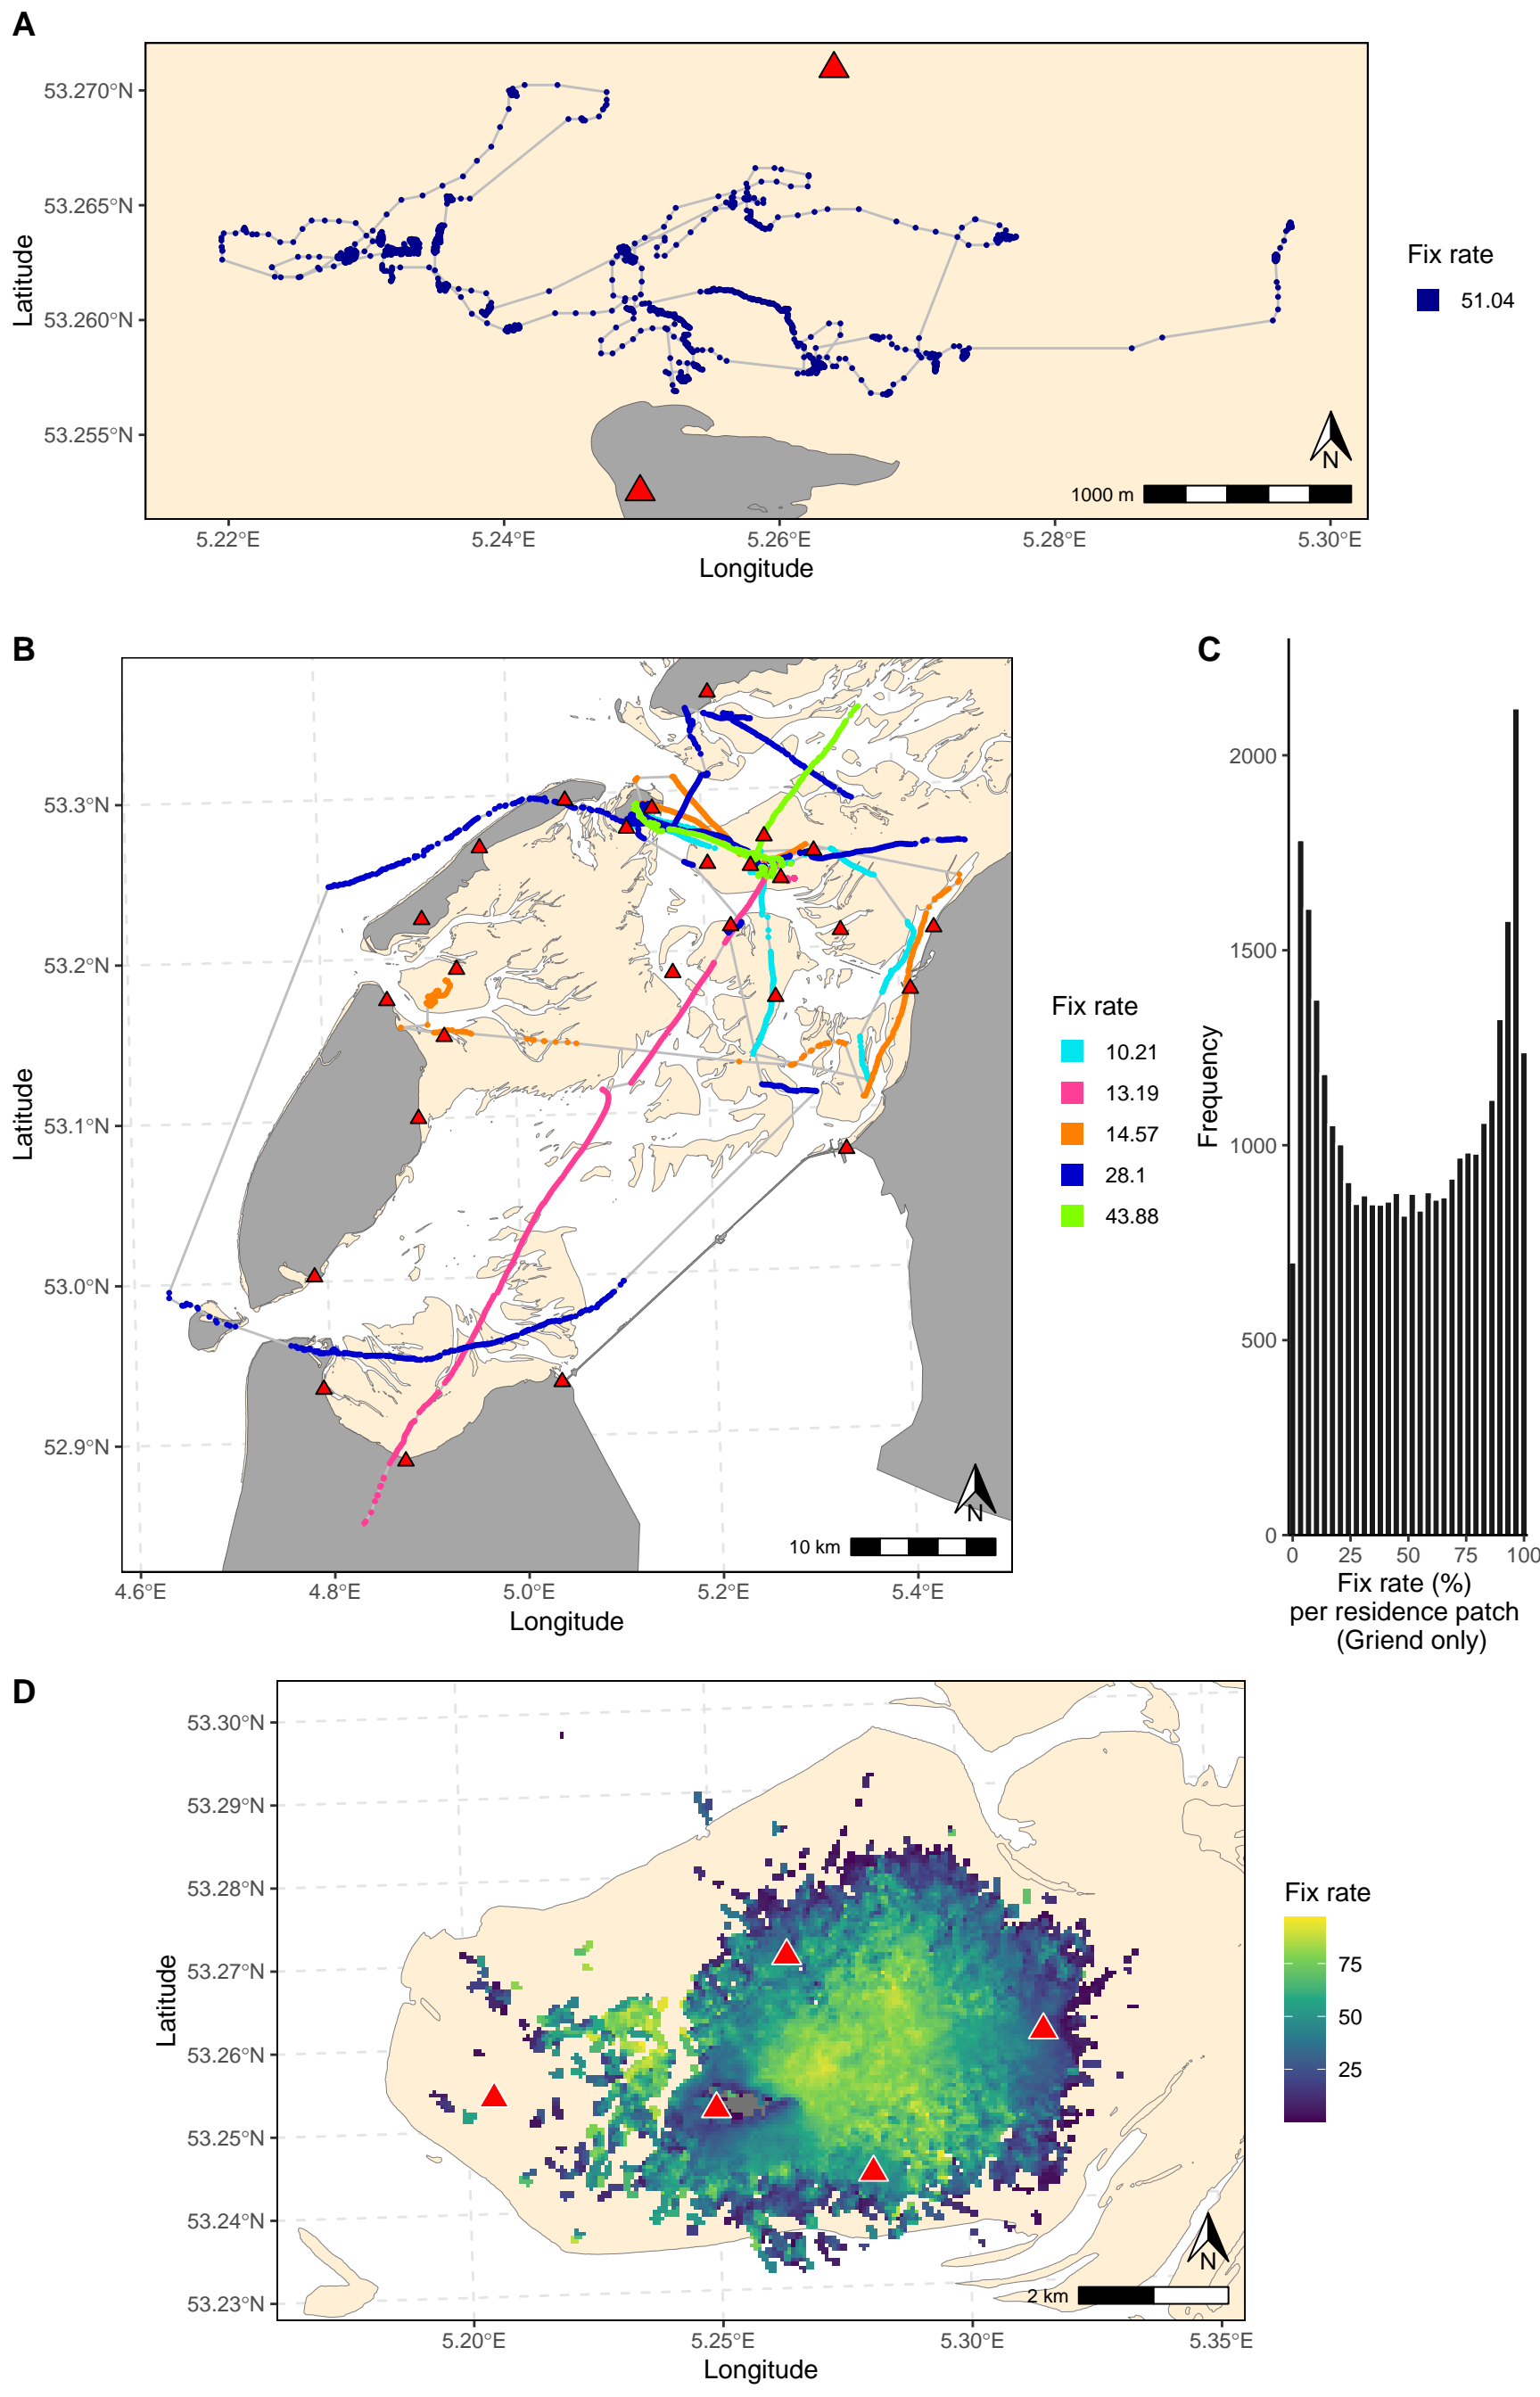 A
53.270°N
53.265°N
53.260°N
53.255°N
Latitude
5.22°E 5.24°E 5.26°E 5.28°E 5.30°E
Longitude
1000 m
N
Fix rate
51.04
B
53.3°N
53.2°N
53.1°N
53.0°N
52.9°N
Latitude
4.6°E 4.8°E 5.0°E 5.2°E 5.4°E
Longitude
10 km
N
Fix rate
10.21
13.19
14.57
28.1
43.88
C
2000
1500
1000
500
0
Frequency
0 25 50 75 100
Fix rate (%)
per residence patch
(Griend only)
D
53.30°N
53.29°N
53.28°N
53.27°N
53.26°N
53.25°N
53.24°N
53.23°N
Latitude
5.20°E 5.25°E 5.30°E 5.35°E
Longitude
2 km
N
Fix rate
75
50
25